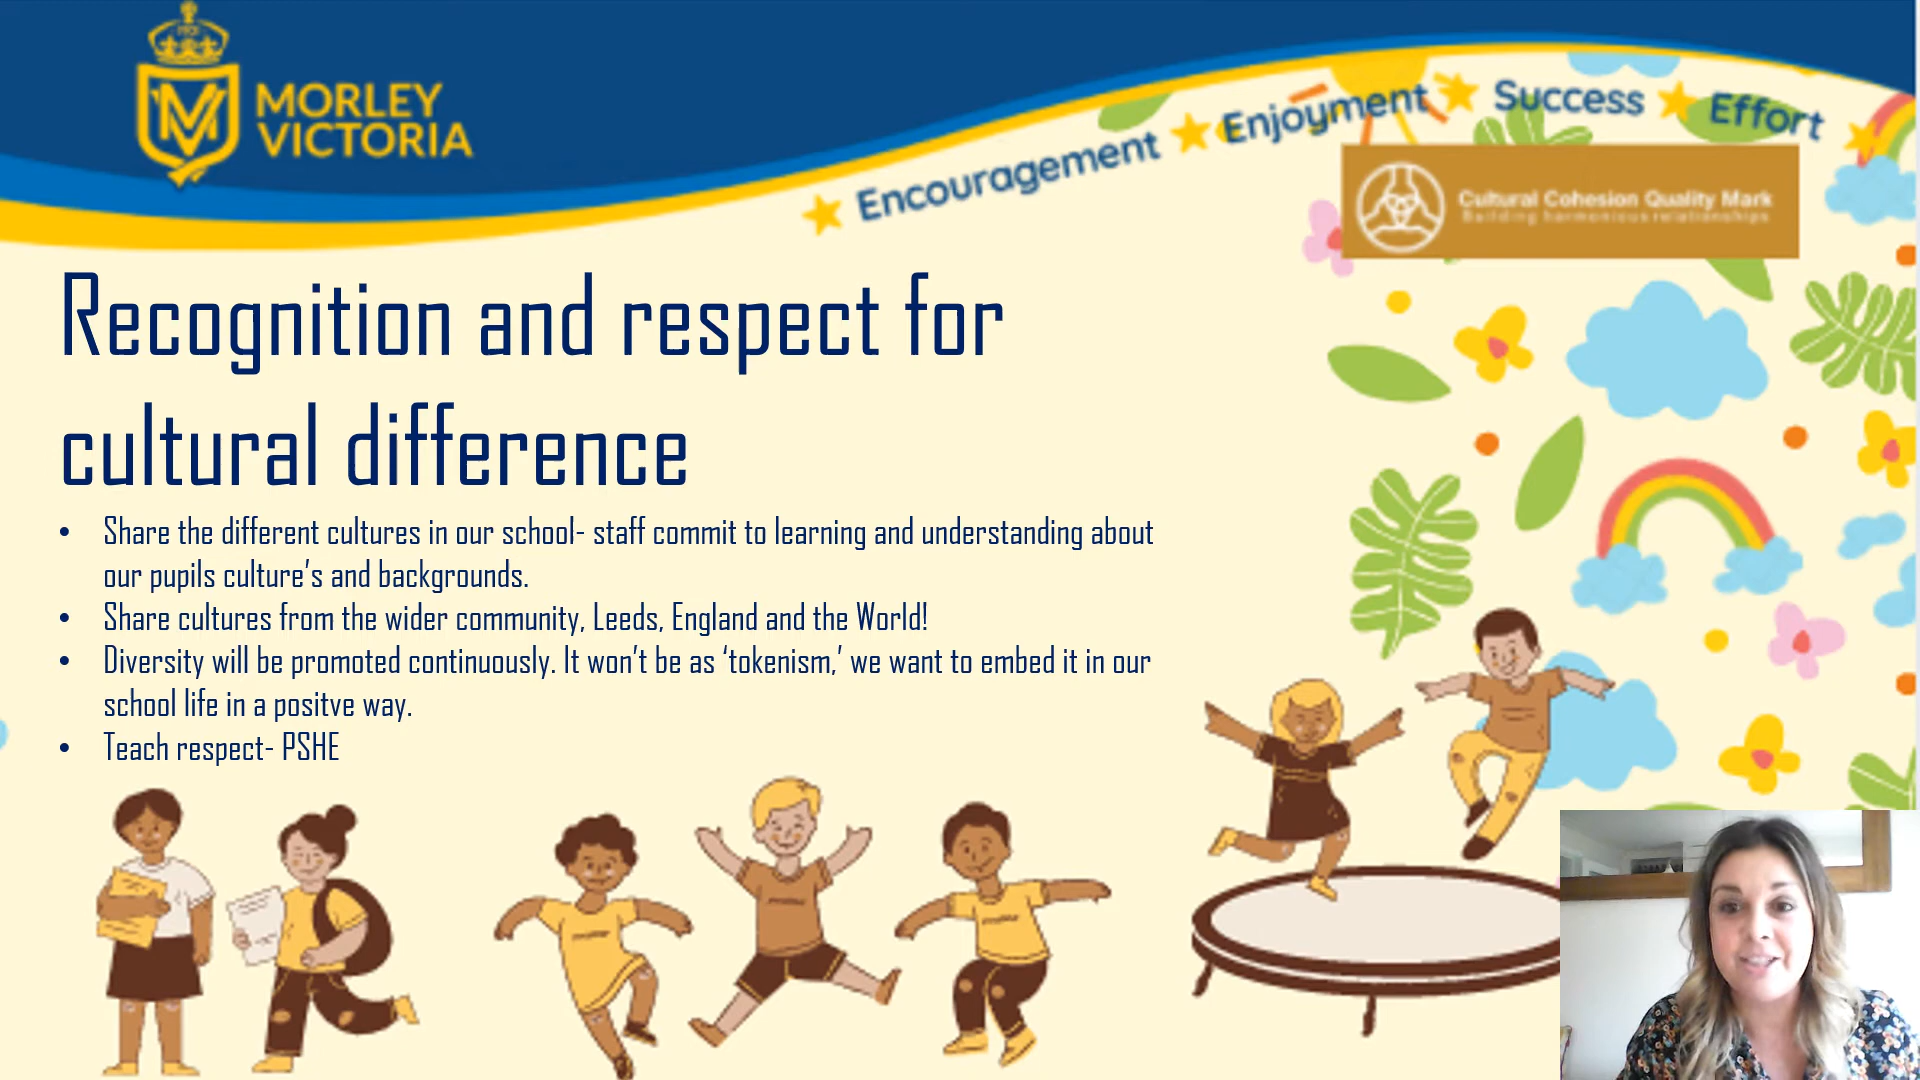 MORLEY
VICTORIA
Encouragement Enjoyment Success Effort
Cultural Cohesion Quality Mark
Building harmonious relationships
Recognition and respect for
cultural difference
• Share the different cultures in our school- staff commit to learning and understanding about
our pupils culture's and backgrounds.
• Share cultures from the wider community, Leeds, England and the World!
• Diversity will be promoted continuously. It won't be as ‘tokenism,’ we want to embed it in our
school life in a positve way.
• Teach respect- PSHE